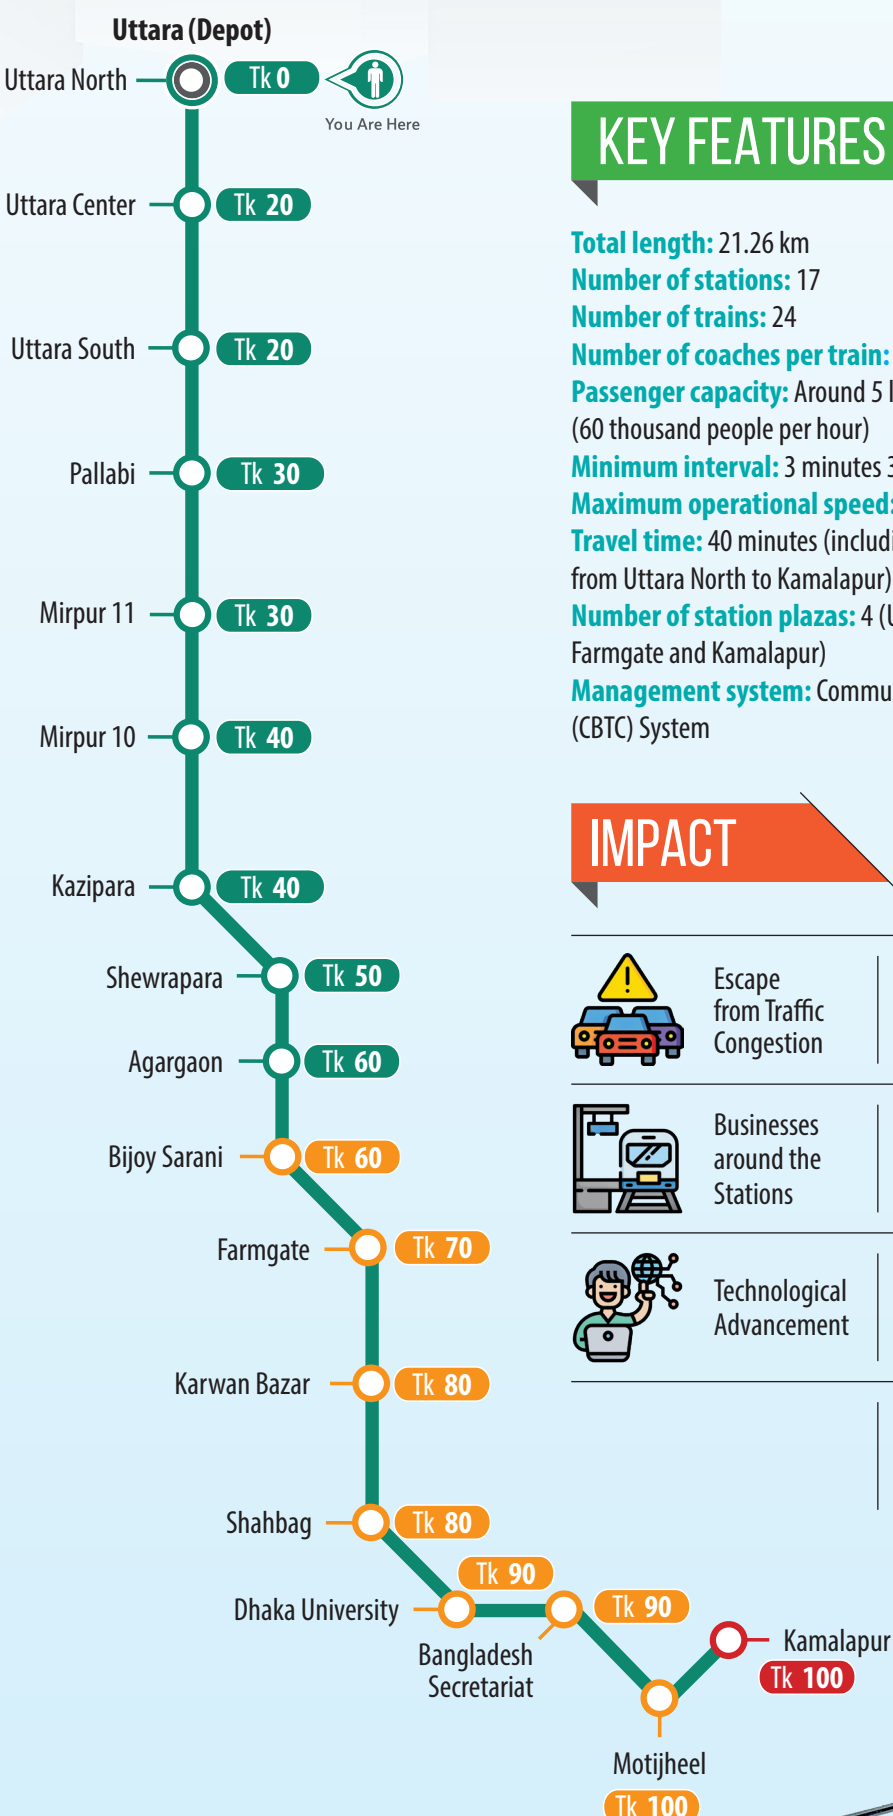 Uttara (Depot)
Uttara North
Tk 0
You Are Here
Uttara Center
Tk 20
Uttara South
Tk 20
Pallabi
Tk 30
Mirpur 11
Tk 30
Mirpur 10
Tk 40
Kazipara
Tk 40
Shewrapara
Tk 50
Agargaon
Tk 60
Bijoy Sarani
Tk 60
Farmgate
Tk 70
Karwan Bazar
Tk 80
Shahbag
Tk 80
Dhaka University
Tk 90
Bangladesh
Secretariat
Tk 90
Motijheel
Tk 100
Kamalapur
Tk 100
KEY FEATURES
Total length: 21.26 km
Number of stations: 17
Number of trains: 24
Number of coaches per train:
Passenger capacity: Around 5
(60 thousand people per hour)
Minimum interval: 3 minutes
Maximum operational speed:
Travel time: 40 minutes
from Uttara North to Kamalapur)
Number of station plazas: 4
Farmgate and Kamalapur)
Management system:
(CBTC) System
IMPACT
Escape
from Traffic
Congestion
Businesses
around the
Stations
Technological
Advancement